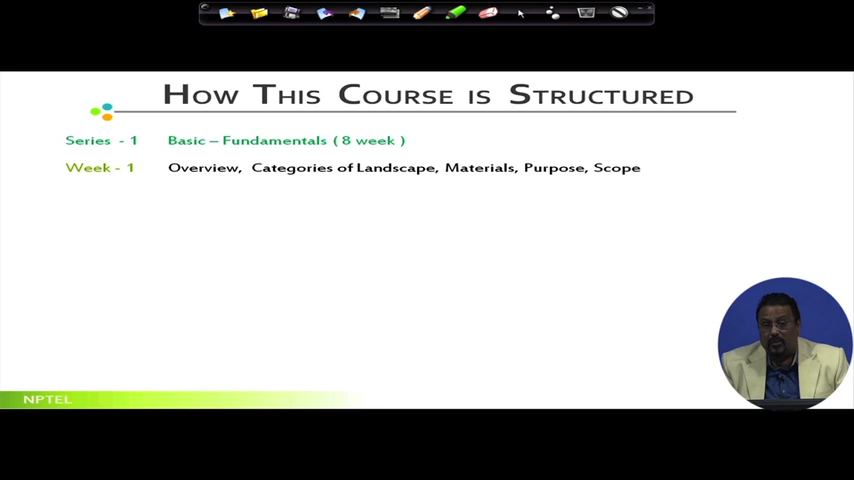 How This Course is Structured
Series - 1 Basic – Fundamentals ( 8 week )
Week - 1 Overview, Categories of Landscape, Materials, Purpose, Scope
NPTEL